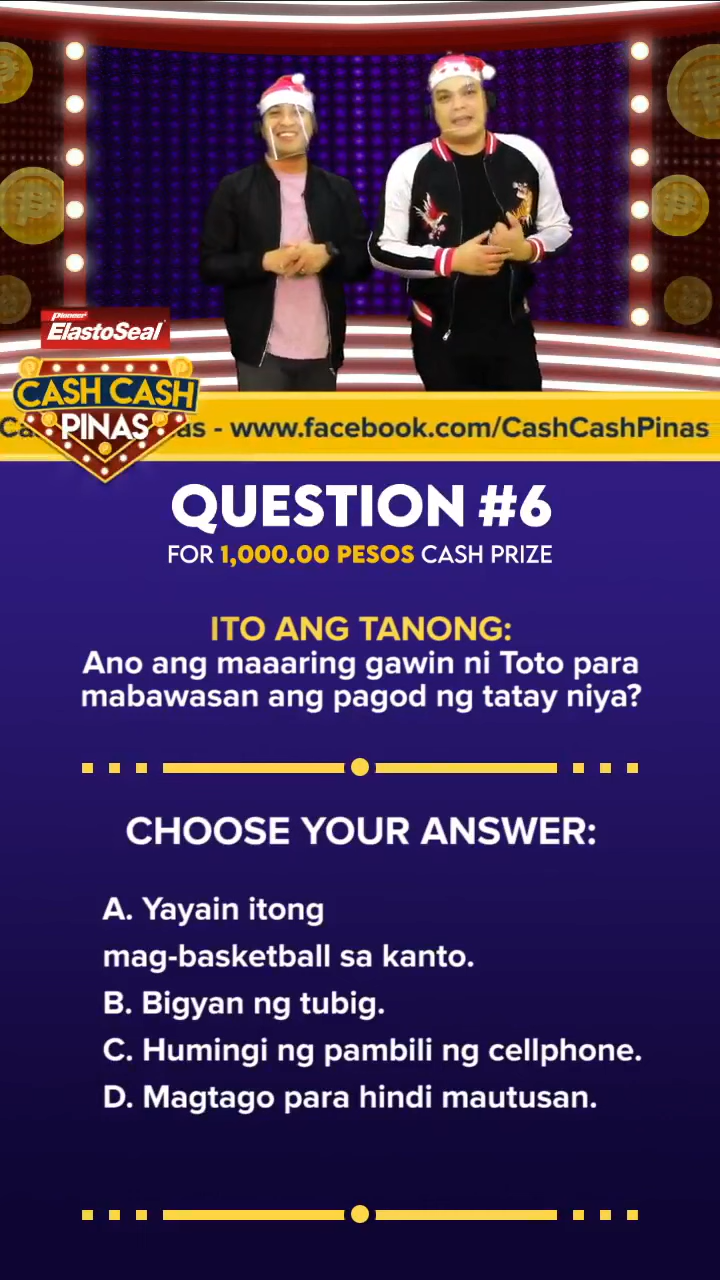 Pioneer
ElastoSeal
CASH CASH
PINAS
as - www.facebook.com/CashCashPinas
QUESTION #6
FOR 1,000.00 PESOS CASH PRIZE
ITO ANG TANONG:
Ano ang maaaring gawin ni Toto para
mabawasan ang pagod ng tatay niya?
CHOOSE YOUR ANSWER:
A. Yayain itong
mag-basketball sa kanto.
B. Bigyan ng tubig.
C. Humingi ng pambili ng cellphone.
D. Magtago para hindi mautusan.